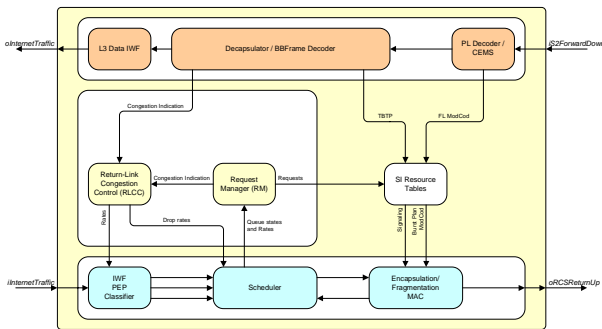 oInternetTraffic
L3 Data IWF
Decapsulator / BBFrame Decoder
PL Decoder /
CEMS
iS2ForwardDown
Congestion Indication
TBTP
FL ModCod
Return-Link
Congestion
Control (RLCC)
Congestion Indication
Request
Manager (RM)
Requests
SI Resource
Tables
Rates
Drop rates
Queue states
and Rates
Signaling
Burst Plan
ModCod
iInternetTraffic
IWF
PEP
Classifier
Scheduler
Encapsulation/
Fragmentation
MAC
oRCSReturnUp